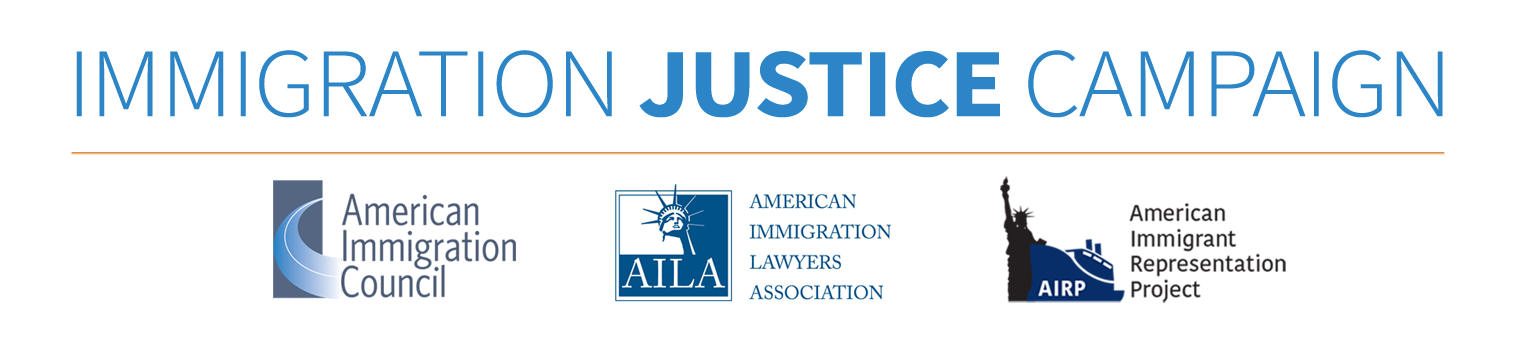 IMMIGRATION JUSTICE CAMPAIGN
American
Immigration
Council
AILA
AMERICAN
IMMIGRATION
LAWYERS
ASSOCIATION
AIRP
American
Immigrant
Representation
Project